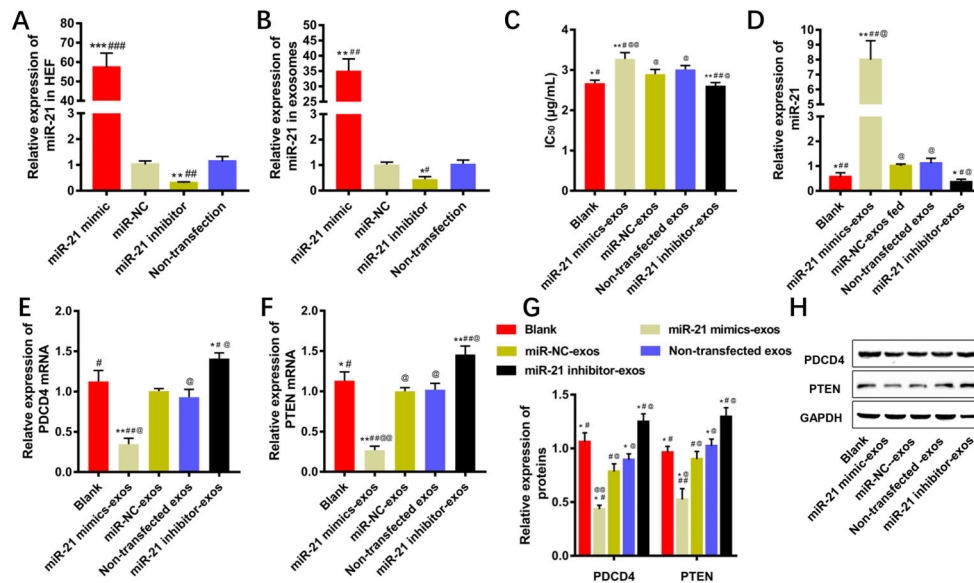 A
Relative expression of
miR-21 in HEF
80
70
60
50
40
2
1
0
***###
**##
miR-21 mimic
miR-NC
miR-21 inhibitor
Non-transfection
B
Relative expression of
miR-21 in exosomes
45
40
35
30
25
2
1
0
**##
*#
miR-21 mimic
miR-NC
miR-21 inhibitor
Non-transfection
C
IC50 (μg/mL)
4
3
2
1
0
*#
**#@@
@
@
**##@
Blank
miR-21 mimics-exos
miR-NC-exos
Non-transfected exos
miR-21 inhibitor-exos
D
Relative expression of
miR-21
10
9
8
7
6
5
3
2
1
0
*##
**##@
@
@
*#@
Blank
miR-21 mimics-exos
miR-NC-exos fed
Non-transfected exos
miR-21 inhibitor-exos
E
Relative expression of
PDCD4 mRNA
2.0
1.5
1.0
0.5
0.0
#
**##@
@
*#@
Blank
miR-21 mimics-exos
miR-NC-exos
Non-transfected exos
miR-21 inhibitor-exos
F
Relative expression of
PTEN mRNA
2.0
1.5
1.0
0.5
0.0
*#
**##@@
@
@
**##@
Blank
miR-21 mimics-exos
miR-NC-exos
Non-transfected exos
miR-21 inhibitor-exos
G
Blank
miR-21 mimics-exos
miR-NC-exos
Non-transfected exos
miR-21 inhibitor-exos
Relative expression of
proteins
1.5
1.0
0.5
0.0
*#
@@
*#
#@
*@
*#@
*#
*@
##
#@
*@
*#@
PDCD4
PTEN
H
PDCD4
PTEN
GAPDH
Blank
miR-21 mimic-exos
miR-NC-exos
Non-transfected -exos
miR-21 inhibitor-exos